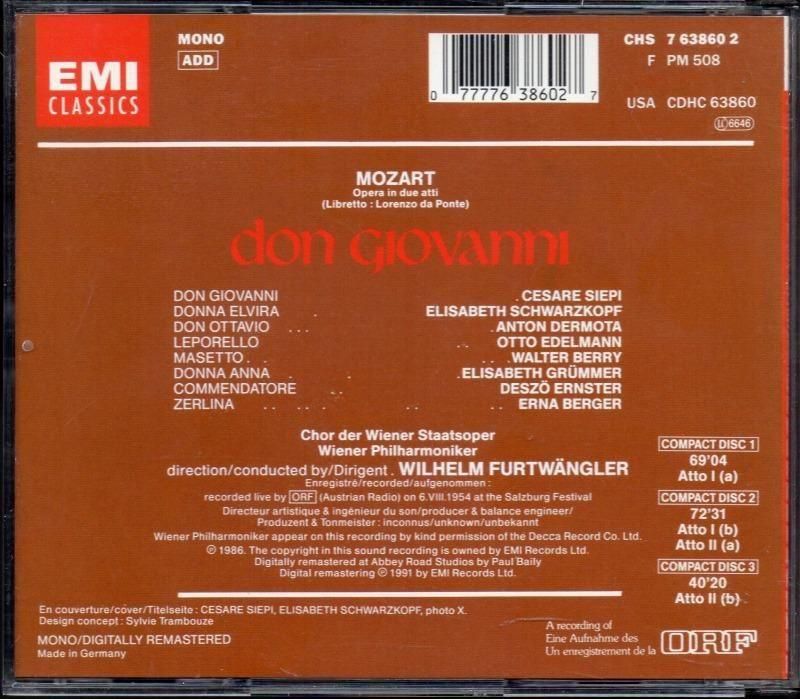 EMI
CLASSICS
MONO
ADD
0 77776 38602 7
CHS 7 63860 2
F PM 508
USA CDHC 63860
6646
MOZART
Opera in due atti
(Libretto : Lorenzo da Ponte)
don giovanni
DON GIOVANNI . CESARE SIEPI
DONNA ELVIRA . ELISABETH SCHWARZKOPF
DON OTTAVIO ... . ANTON DERMOTA
LEPORELLO .. OTTO EDELMANN
MASETTO . .. .. WALTER BERRY
DONNA ANNA . . . ELISABETH GRÜMMER
COMMENDATORE .. DESZÖ ERNSTER
ZERLINA .. .. .. .. .. ERNA BERGER
Chor der Wiener Staatsoper
Wiener Philharmoniker
direction/conducted by/Dirigent . WILHELM FURTWÄNGLER
Enregistré/recorded/aufgenommen :
recorded live by ORF (Austrian Radio) on 6.VIII.1954 at the Salzburg Festival
Directeur artistique & ingénieur du son/producer & balance engineer/
Produzent & Tonmeister : inconnus/unknown/unbekannt
Wiener Philharmoniker appear on this recording by kind permission of the Decca Record Co. Ltd.
℗ 1986. The copyright in this sound recording is owned by EMI Records Ltd.
Digitally remastered at Abbey Road Studios by Paul Baily
Digital remastering ℗ 1991 by EMI Records Ltd.
COMPACT DISC 1
69'04
Atto I (a)
COMPACT DISC 2
72'31
Atto I (b)
Atto II (a)
COMPACT DISC 3
40'20
Atto II (b)
En couverture/cover/Titelseite : CESARE SIEPI, ELISABETH SCHWARZKOPF, photo X.
Design concept : Sylvie Trambouze
MONO/DIGITALLY REMASTERED
Made in Germany
A recording of
Eine Aufnahme des
Un enregistrement de la
ORF